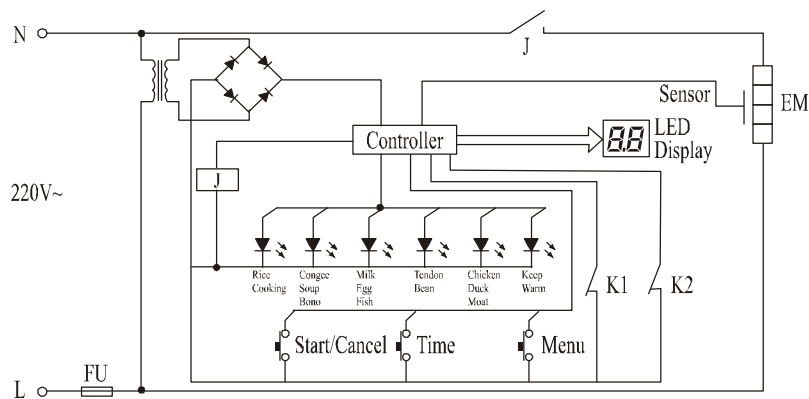 N
J
Sensor
EM
Controller
8.8
LED
Display
J
220V~
Rice
Cooking
Congee
Soup
Bono
Milk
Egg
Fish
Tendon
Bean
Chicken
Duck
Moat
Keep
Warm
K1
K2
Start/Cancel
Time
Menu
FU
L